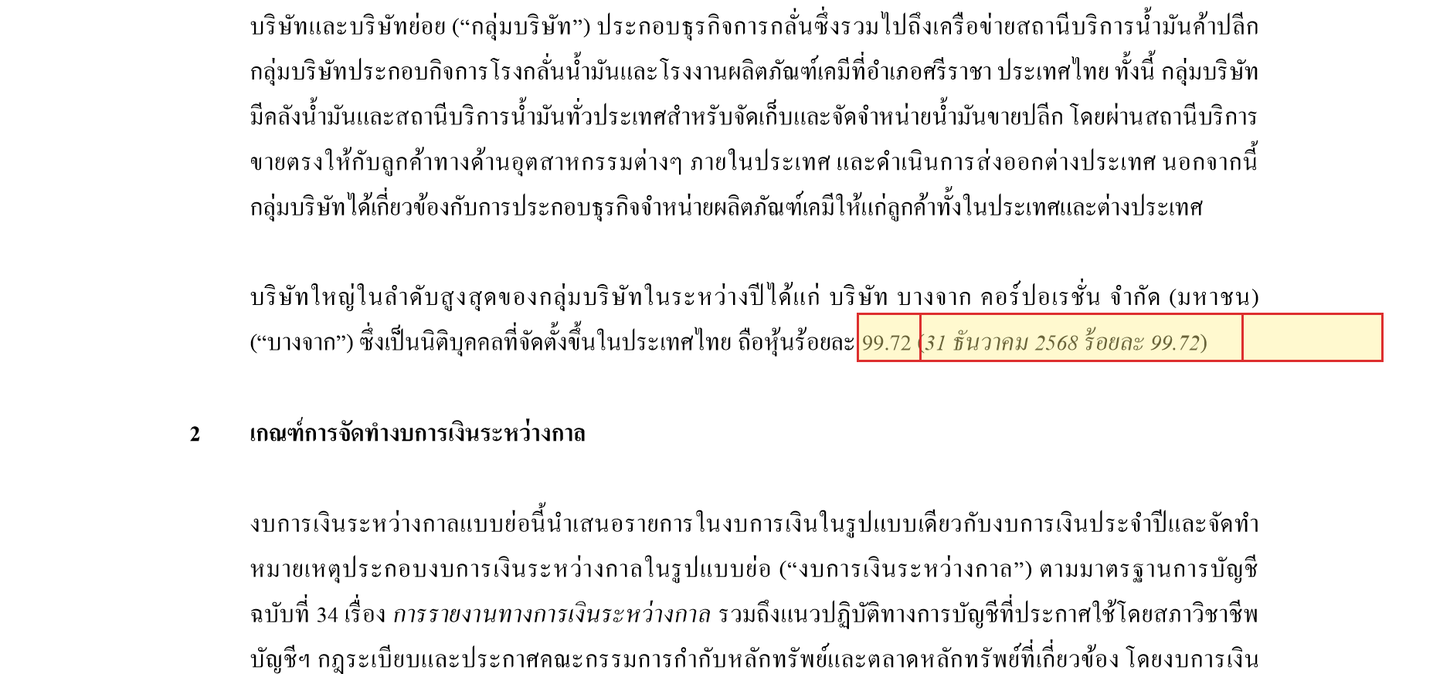 บริษัทและบริษัทย่อย (“กลุ่มบริษัท”) ประกอบธุรกิจการกลั่นซึ่งรวมไปถึงเครือข่ายสถานีบริการน้ำมันค้าปลีก
กลุ่มบริษัทประกอบกิจการโรงกลั่นน้ำมันและโรงงานผลิตภัณฑ์เคมีที่อำเภอศรีราชา ประเทศไทย ทั้งนี้ กลุ่มบริษัท
มีคลังน้ำมันและสถานีบริการน้ำมันทั่วประเทศสำหรับจัดเก็บและจัดจำหน่ายน้ำมันขายปลีก โดยผ่านสถานีบริการ
ขายตรงให้กับลูกค้าทางด้านอุตสาหกรรมต่างๆ ภายในประเทศ และดำเนินการส่งออกต่างประเทศ นอกจากนี้
กลุ่มบริษัทได้เกี่ยวข้องกับการประกอบธุรกิจจำหน่ายผลิตภัณฑ์เคมีให้แก่ลูกค้าทั้งในประเทศและต่างประเทศ
บริษัทใหญ่ในลำดับสูงสุดของกลุ่มบริษัทในระหว่างปีได้แก่ บริษัท บางจาก คอร์ปอเรชั่น จำกัด (มหาชน)
(“บางจาก”) ซึ่งเป็นนิติบุคคลที่จัดตั้งขึ้นในประเทศไทย ถือหุ้นร้อยละ 99.72 (31 ธันวาคม 2568 ร้อยละ 99.72)
2 เกณฑ์การจัดทำงบการเงินระหว่างกาล
งบการเงินระหว่างกาลแบบย่อนี้นำเสนอรายการในงบการเงินในรูปแบบเดียวกับงบการเงินประจำปีและจัดทำ
หมายเหตุประกอบงบการเงินระหว่างกาลในรูปแบบย่อ (“งบการเงินระหว่างกาล”) ตามมาตรฐานการบัญชี
ฉบับที่ 34 เรื่อง การรายงานทางการเงินระหว่างกาล รวมถึงแนวปฏิบัติทางการบัญชีที่ประกาศใช้โดยสภาวิชาชีพ
บัญชีฯ กฎระเบียบและประกาศคณะกรรมการกำกับหลักทรัพย์และตลาดหลักทรัพย์ที่เกี่ยวข้อง โดยงบการเงิน